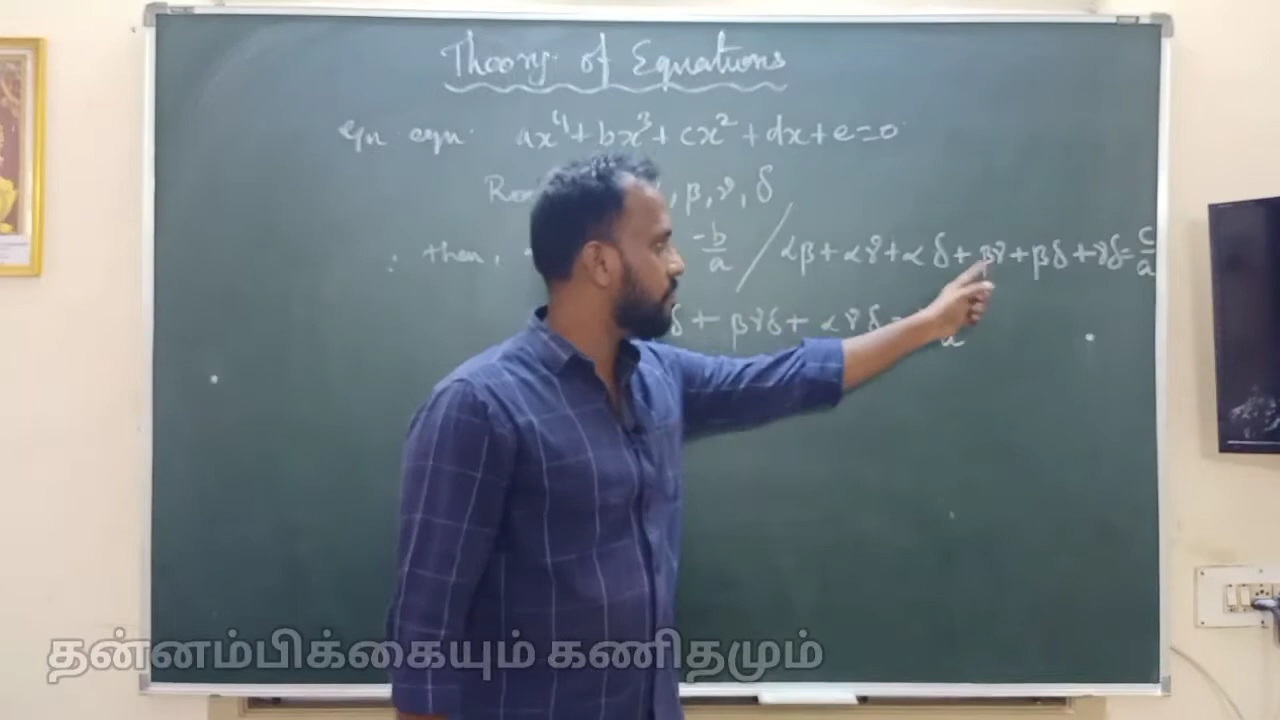 Theory of Equations
Gn eqn. ax⁴ + bx³ + cx² + dx + e = 0
, β, γ, δ
∴ then, -b/a / αβ + αγ + αδ + βγ + βδ + γδ = c/a
δ + βγδ + αγδ = a
தன்னம்பிக்கையும் கணிதமும்